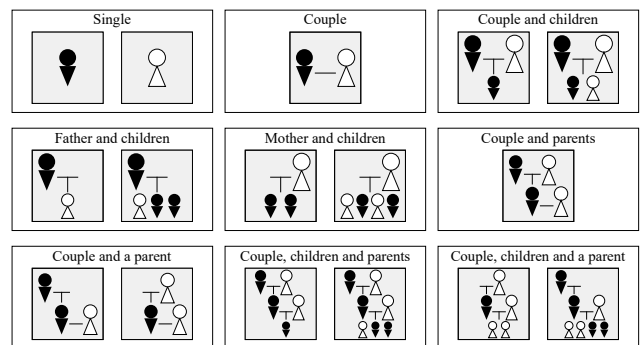 Single
Couple
Couple and children
Father and children
Mother and children
Couple and parents
Couple and a parent
Couple, children and parents
Couple, children and a parent